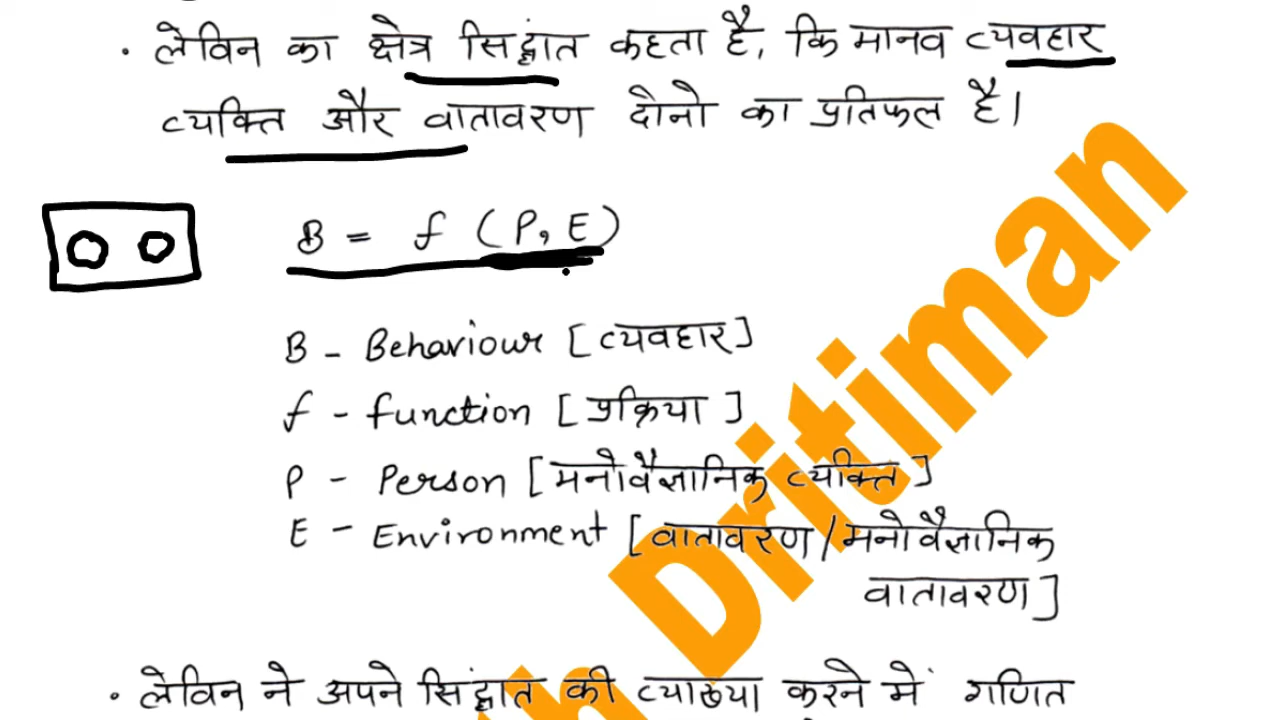 • लेविन का क्षेत्र सिद्धांत कहता है, कि मानव व्यवहार
व्यक्ति और वातावरण दोनो का प्रतिफल है।
B = f (P, E)
B - Behaviour [व्यवहार]
f - function [प्रक्रिया]
P - Person [मनोवैज्ञानिक व्यक्ति]
E - Environment [वातावरण/मनोवैज्ञानिक
वातावरण]
• लेविन ने अपने सिद्धांत की व्याख्या करने में गणित
Dritiman